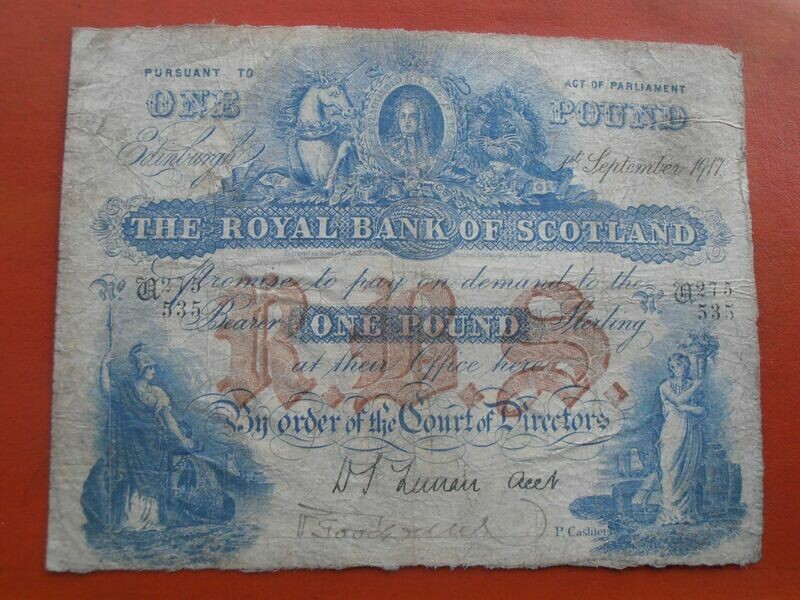 PURSUANT TO
ACT OF PARLIAMENT
ONE
POUND
Edinburgh
1st September 1917.
THE ROYAL BANK OF SCOTLAND
Promise to pay on demand to the
No
275
535
No
275
535
Bearer ONE POUND Sterling
at their Office here
R.B.S.
By order of the Court of Directors
Acct
P. Cashier